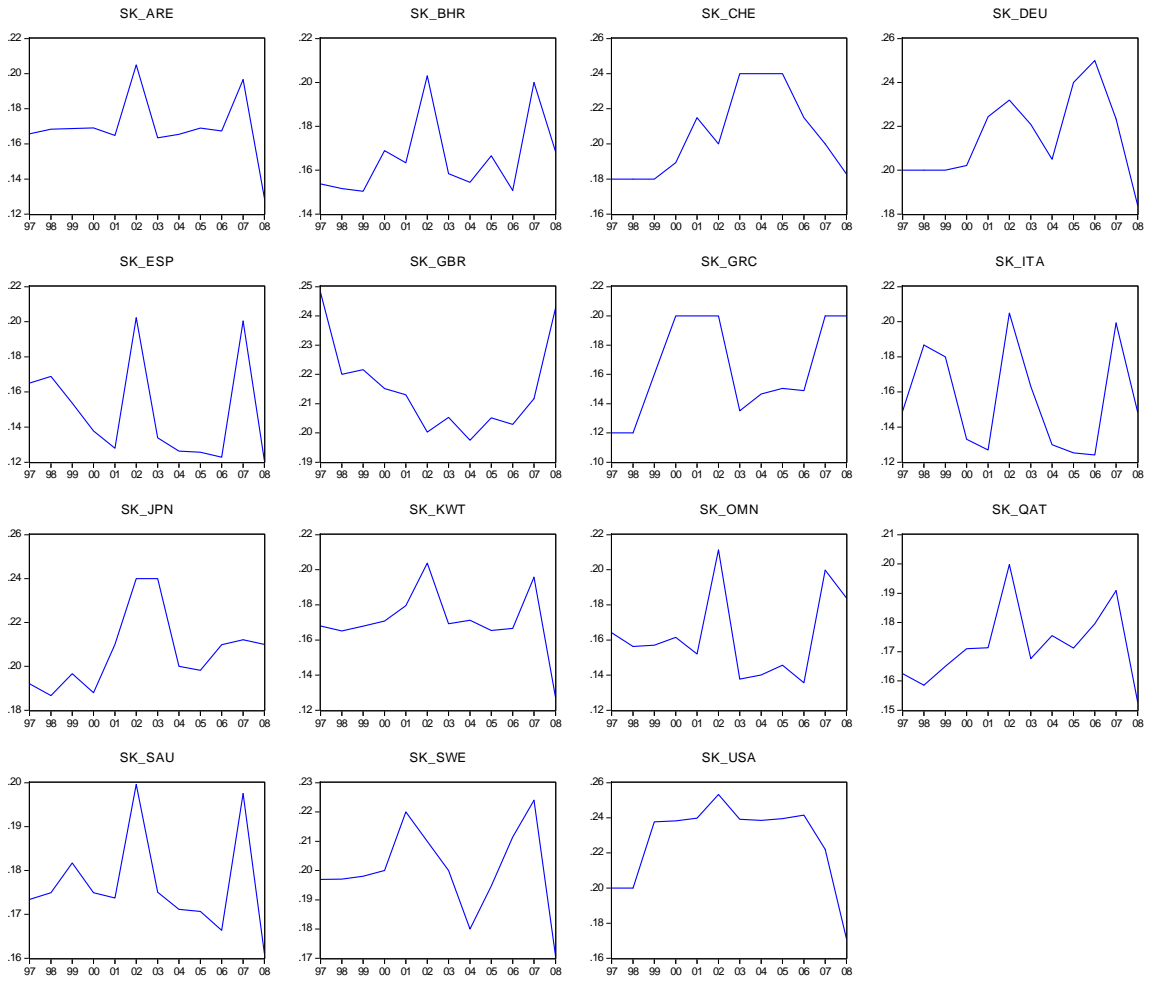 SK_ARE SK_BHR SK_CHE SK_DEU
.22 .22 .26 .26
.20 .20 .24 .24
.18 .18 .22 .22
.16 .16 .20 .20
.14 .14 .18 .18
.12 .16
97 98 99 00 01 02 03 04 05 06 07 08 97 98 99 00 01 02 03 04 05 06 07 08 97 98 99 00 01 02 03 04 05 06 07 08 97 98 99 00 01 02 03 04 05 06 07 08
SK_ESP SK_GBR SK_GRC SK_ITA
.22 .25 .22 .22
.20 .24 .20 .20
.18 .23 .18 .18
.16 .22 .16 .16
.14 .21 .14 .14
.12 .20 .12 .12
.19 .10
97 98 99 00 01 02 03 04 05 06 07 08 97 98 99 00 01 02 03 04 05 06 07 08 97 98 99 00 01 02 03 04 05 06 07 08 97 98 99 00 01 02 03 04 05 06 07 08
SK_JPN SK_KWT SK_OMN SK_QAT
.26 .22 .22 .21
.24 .20 .20 .20
.22 .18 .18 .19
.20 .16 .16 .18
.18 .14 .14 .17
.12 .12 .16
.15
97 98 99 00 01 02 03 04 05 06 07 08 97 98 99 00 01 02 03 04 05 06 07 08 97 98 99 00 01 02 03 04 05 06 07 08 97 98 99 00 01 02 03 04 05 06 07 08
SK_SAU SK_SWE SK_USA
.20 .23 .26
.19 .22 .24
.18 .21 .22
.17 .20 .20
.16 .19 .18
.18 .16
.17
97 98 99 00 01 02 03 04 05 06 07 08 97 98 99 00 01 02 03 04 05 06 07 08 97 98 99 00 01 02 03 04 05 06 07 08